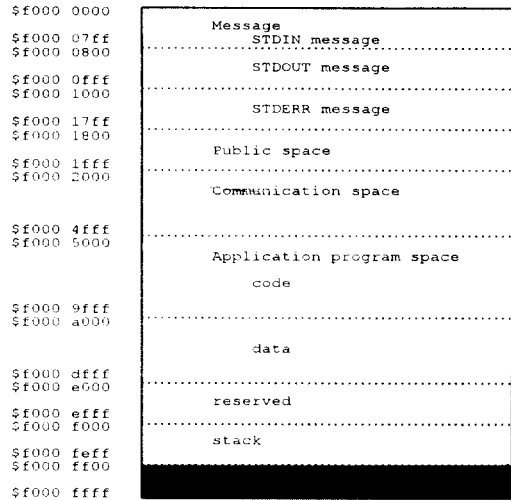 $f000 0000
Message
STDIN message
$f000 07ff
$f000 0800
STDOUT message
$f000 0fff
$f000 1000
STDERR message
$f000 17ff
$f000 1800
Public space
$f000 1fff
$f000 2000
Communication space
$f000 4fff
$f000 5000
Application program space
code
$f000 9fff
$f000 a000
data
$f000 dfff
$f000 e000
reserved
$f000 efff
$f000 f000
stack
$f000 feff
$f000 ff00
$f000 ffff